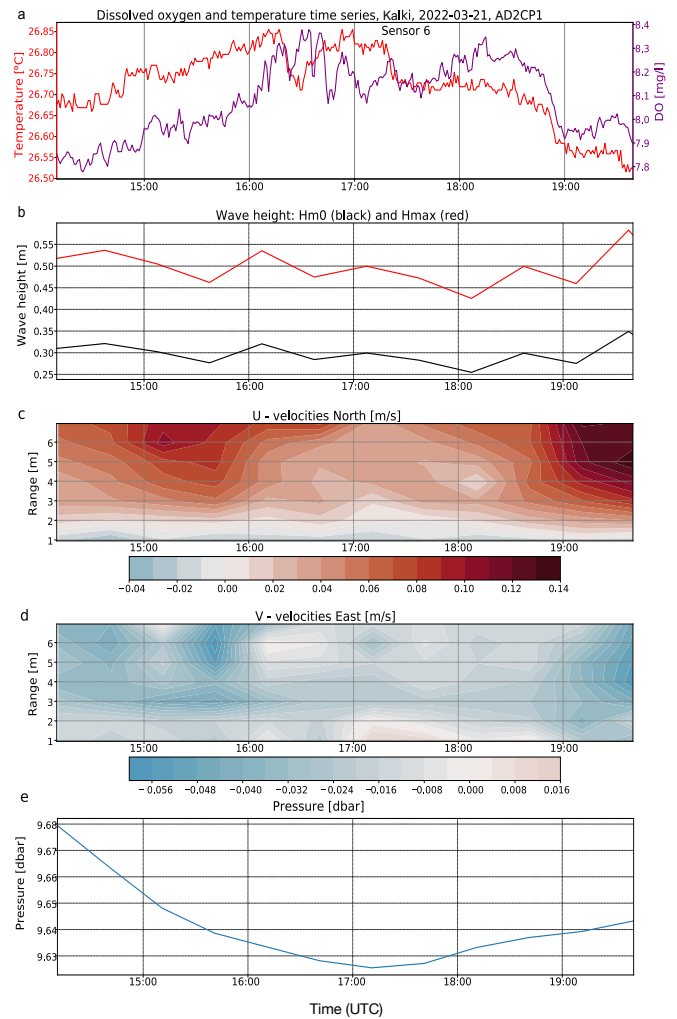 a
Dissolved oxygen and temperature time series, Kalki, 2022-03-21, AD2CP1
Sensor 6
26.85
26.80
26.75
26.70
26.65
26.60
26.55
26.50
Temperature [°C]
8.4
8.3
8.2
8.1
8.0
7.9
7.8
DO [mg/l]
15:00 16:00 17:00 18:00 19:00
b
Wave height: Hm0 (black) and Hmax (red)
0.55
0.50
0.45
0.40
0.35
0.30
0.25
Wave height [m]
15:00 16:00 17:00 18:00 19:00
c
U - velocities North [m/s]
6
5
4
3
2
1
Range [m]
15:00 16:00 17:00 18:00 19:00
−0.04 −0.02 0.00 0.02 0.04 0.06 0.08 0.10 0.12 0.14
d
V - velocities East [m/s]
6
5
4
3
2
1
Range [m]
15:00 16:00 17:00 18:00 19:00
−0.056 −0.048 −0.040 −0.032 −0.024 −0.016 −0.008 0.000 0.008 0.016
e
Pressure [dbar]
9.68
9.67
9.66
9.65
9.64
9.63
Pressure [dbar]
15:00 16:00 17:00 18:00 19:00
Time (UTC)